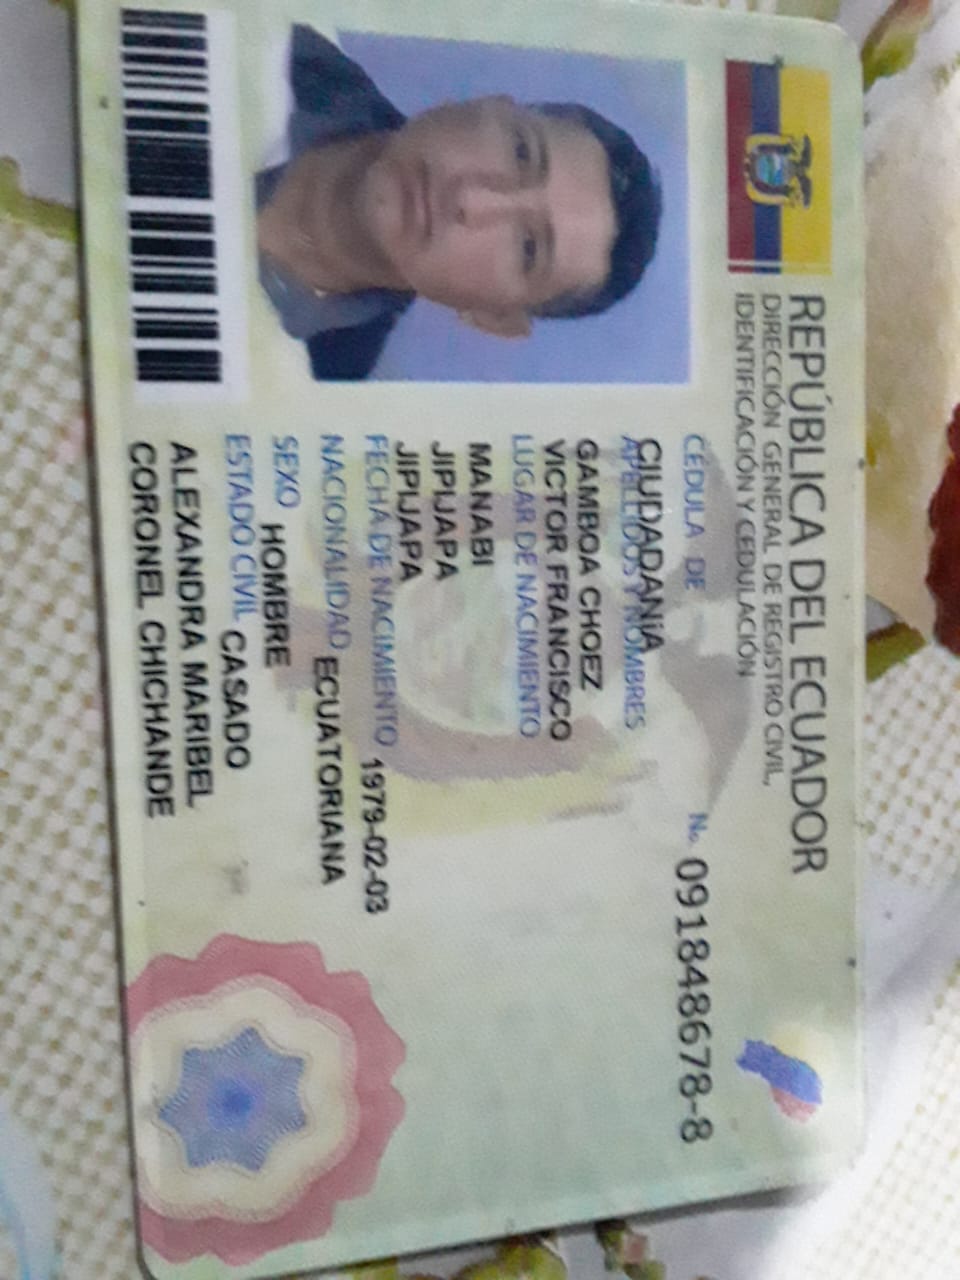 REPÚBLICA DEL ECUADOR
DIRECCIÓN GENERAL DE REGISTRO CIVIL,
IDENTIFICACIÓN Y CEDULACIÓN
CÉDULA DE No. 091848678-8
CIUDADANÍA
APELLIDOS Y NOMBRES
GAMBOA CHOEZ
VICTOR FRANCISCO
LUGAR DE NACIMIENTO
MANABI
JIPIJAPA
JIPIJAPA
FECHA DE NACIMIENTO 1979-02-03
NACIONALIDAD ECUATORIANA
SEXO HOMBRE
ESTADO CIVIL CASADO
ALEXANDRA MARIBEL
CORONEL CHICHANDE